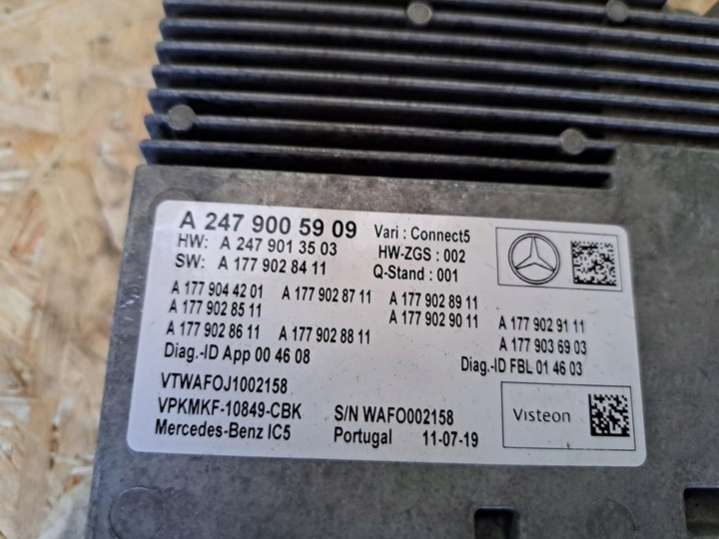 A 247 900 59 09 Vari : Connect5
HW: A 247 901 35 03 HW-ZGS : 002
SW: A 177 902 84 11 Q-Stand : 001
A 177 904 42 01 A 177 902 87 11 A 177 902 89 11
A 177 902 85 11 A 177 902 90 11 A 177 902 91 11
A 177 902 86 11 A 177 902 88 11 A 177 903 69 03
Diag.-ID App 00 46 08 Diag.-ID FBL 01 46 03
VTWAFOJ1002158
VPKMKF-10849-CBK S/N WAFO002158 Visteon
Mercedes-Benz IC5 Portugal 11-07-19